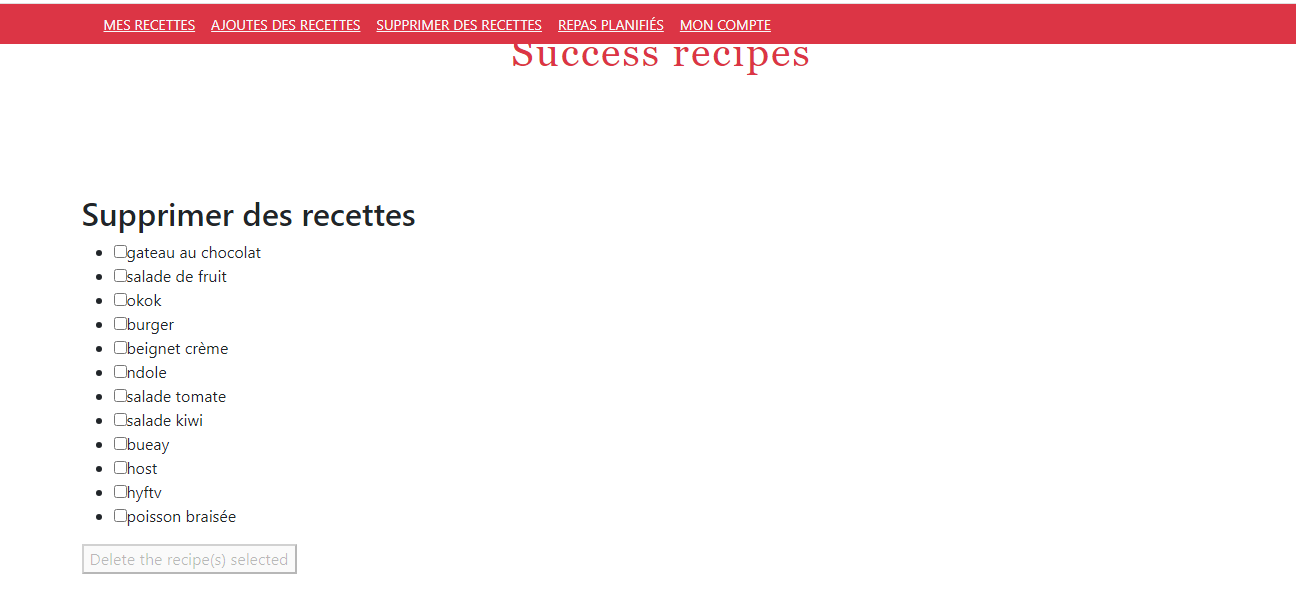 MES RECETTES AJOUTES DES RECETTES SUPPRIMER DES RECETTES REPAS PLANIFIÉS MON COMPTE
Success recipes
Supprimer des recettes
gateau au chocolat
salade de fruit
okok
burger
beignet crème
ndole
salade tomate
salade kiwi
bueay
host
hyftv
poisson braisée
Delete the recipe(s) selected